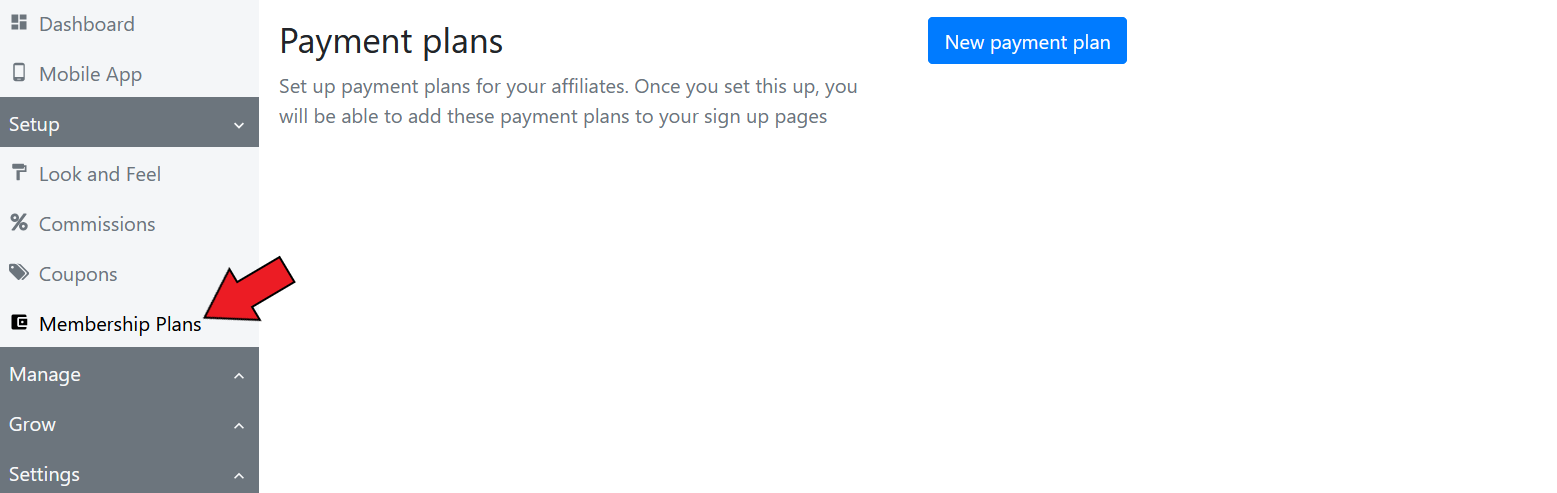 Dashboard
Mobile App
Setup
Look and Feel
Commissions
Coupons
Membership Plans
Manage
Grow
Settings
Payment plans
Set up payment plans for your affiliates. Once you set this up, you
will be able to add these payment plans to your sign up pages
New payment plan